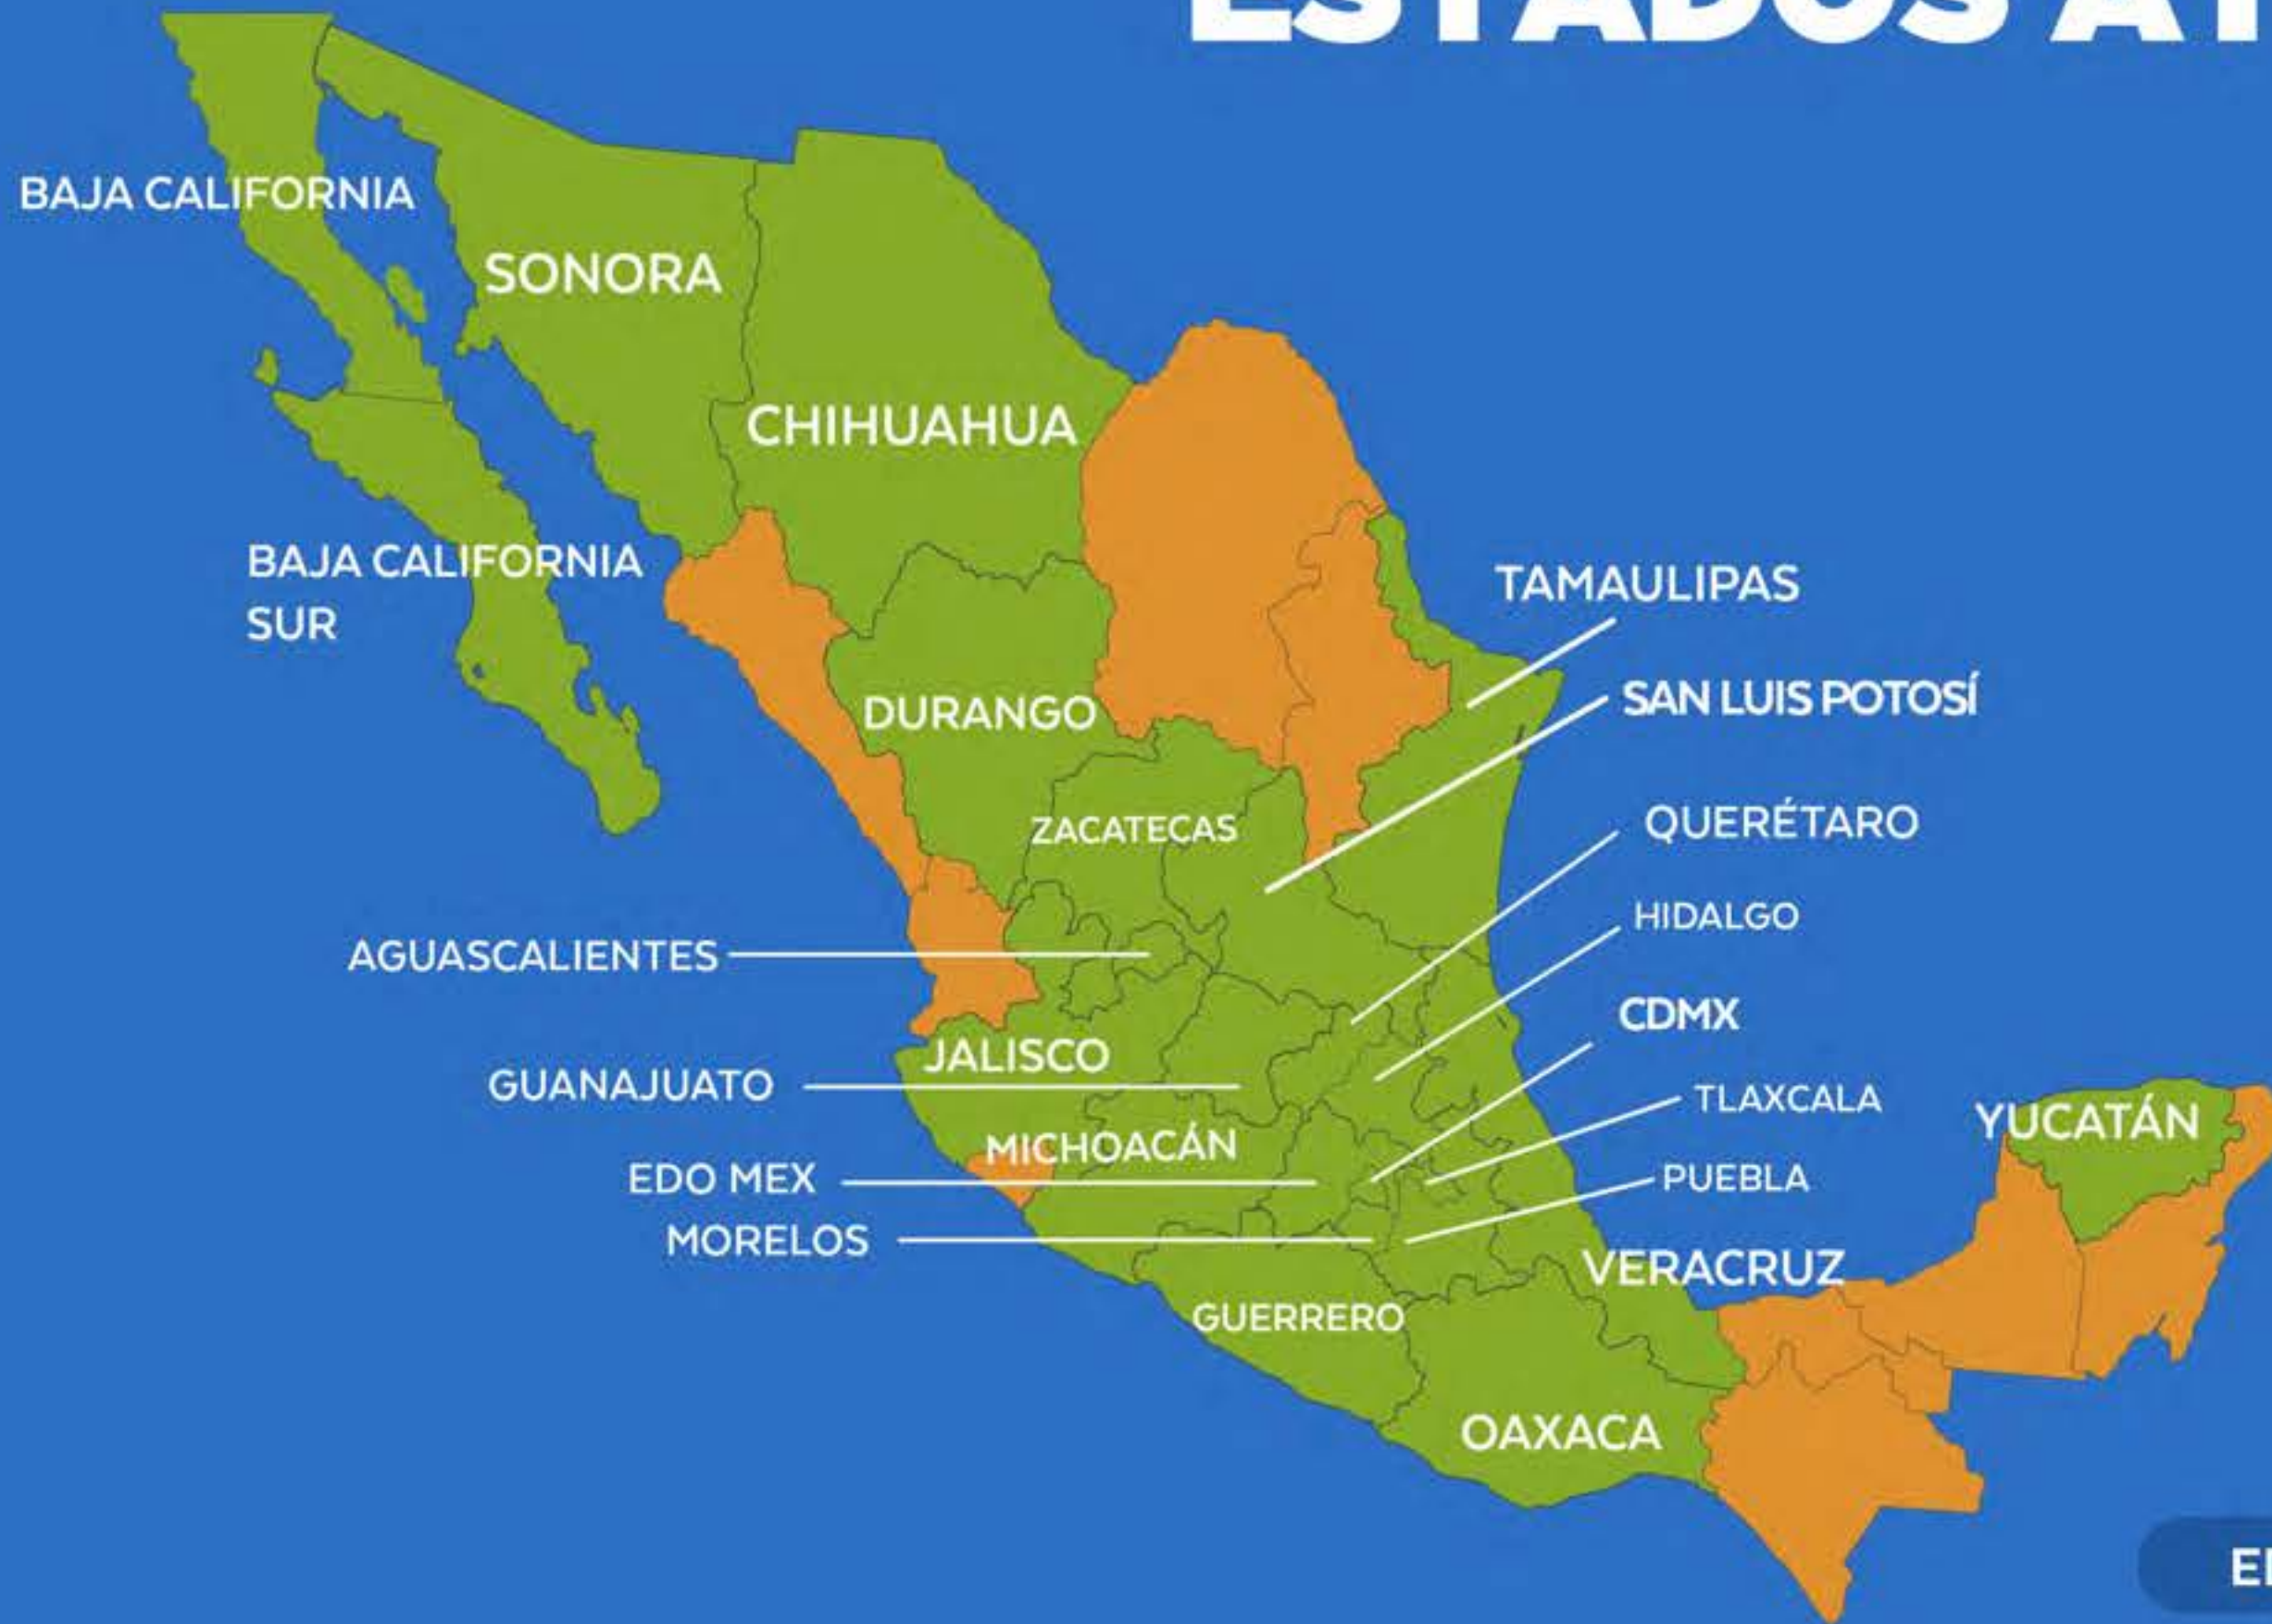 ESTADOS
BAJA CALIFORNIA
SONORA
CHIHUAHUA
BAJA CALIFORNIA
SUR
TAMAULIPAS
SAN LUIS POTOSÍ
DURANGO
ZACATECAS
QUERÉTARO
HIDALGO
AGUASCALIENTES
CDMX
JALISCO
GUANAJUATO
TLAXCALA
YUCATÁN
MICHOACÁN
EDO MEX
PUEBLA
MORELOS
VERACRUZ
GUERRERO
OAXACA